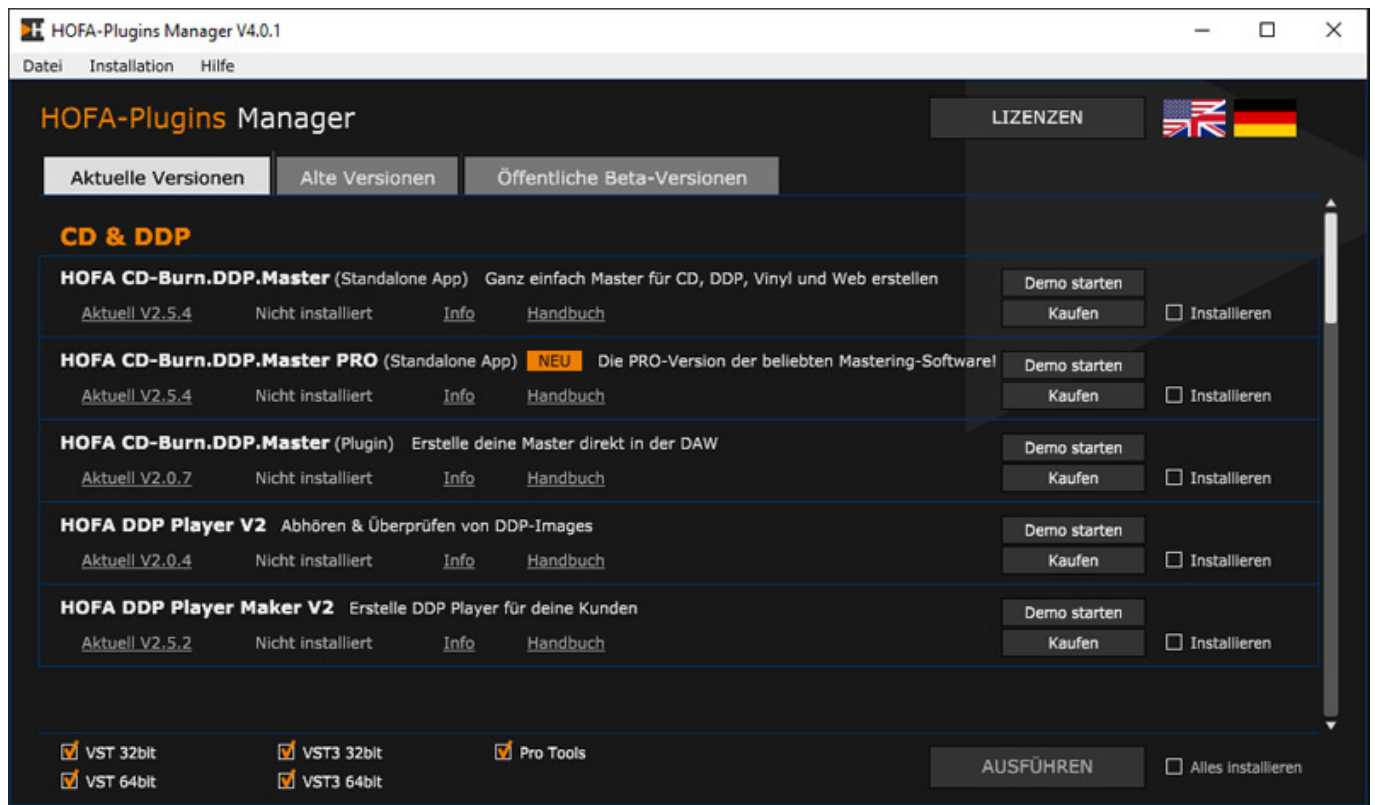 HOFA-Plugins Manager V4.0.1
Datei Installation Hilfe
HOFA-Plugins Manager
LIZENZEN
Aktuelle Versionen Alte Versionen Öffentliche Beta-Versionen
CD & DDP
HOFA CD-Burn.DDP.Master (Standalone App) Ganz einfach Master für CD, DDP, Vinyl und Web erstellen Demo starten
Aktuell V2.5.4 Nicht installiert Info Handbuch Kaufen Installieren
HOFA CD-Burn.DDP.Master PRO (Standalone App) NEU Die PRO-Version der beliebten Mastering-Software! Demo starten
Aktuell V2.5.4 Nicht installiert Info Handbuch Kaufen Installieren
HOFA CD-Burn.DDP.Master (Plugin) Erstelle deine Master direkt in der DAW Demo starten
Aktuell V2.0.7 Nicht installiert Info Handbuch Kaufen Installieren
HOFA DDP Player V2 Abhören & Überprüfen von DDP-Images Demo starten
Aktuell V2.0.4 Nicht installiert Info Handbuch Kaufen Installieren
HOFA DDP Player Maker V2 Erstelle DDP Player für deine Kunden Demo starten
Aktuell V2.5.2 Nicht installiert Info Handbuch Kaufen Installieren
VST 32bit VST3 32bit Pro Tools
VST 64bit VST3 64bit
AUSFÜHREN Alles installieren